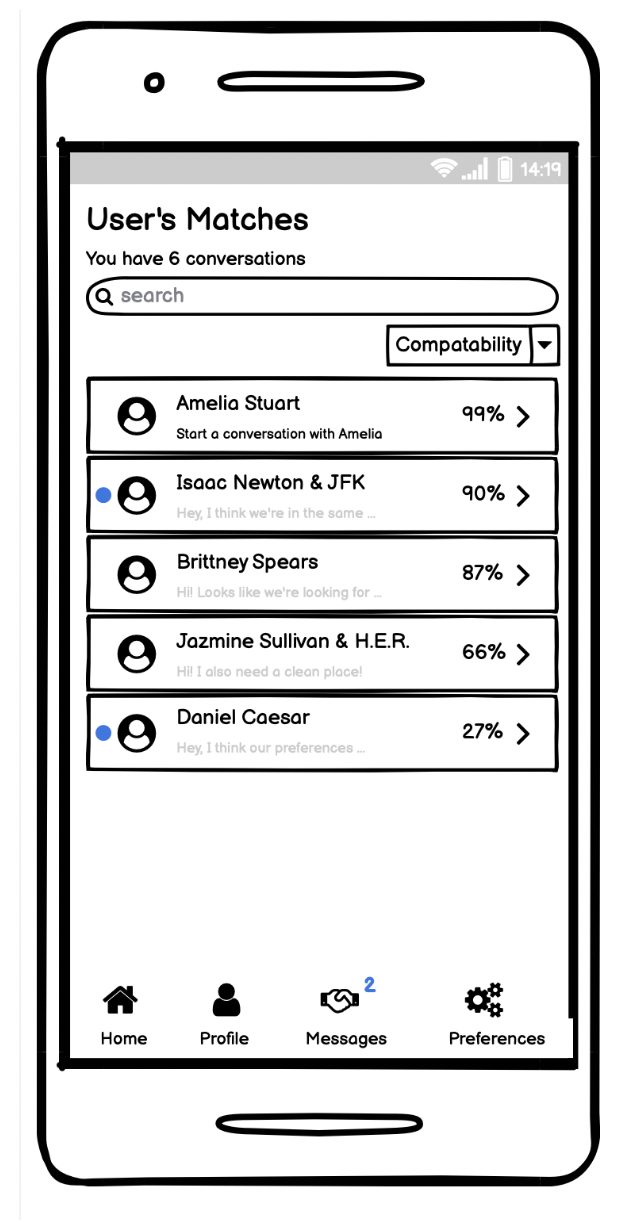 14:19
User's Matches
You have 6 conversations
search
Compatability
Amelia Stuart
99%
Start a conversation with Amelia
Isaac Newton & JFK
90%
Hey, I think we're in the same ...
Brittney Spears
87%
Hi! Looks like we're looking for ...
Jazmine Sullivan & H.E.R.
66%
Hi! I also need a clean place!
Daniel Caesar
27%
Hey, I think our preferences ...
2
Home Profile Messages Preferences